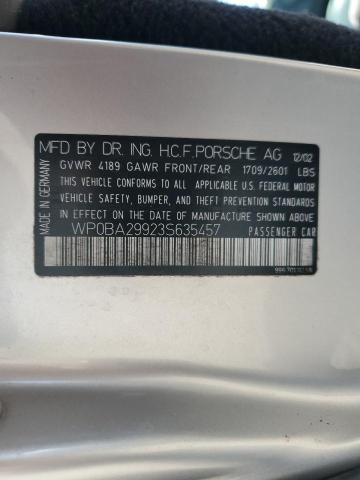 MFD BY DR. ING. H.C.F.PORSCHE AG 12/02
GVWR 4189 GAWR FRONT/REAR 1709/2601 LBS
THIS VEHICLE CONFORMS TO ALL APPLICABLE U.S. FEDERAL MOTOR
VEHICLE SAFETY, BUMPER, AND THEFT PREVENTION STANDARDS IN
EFFECT ON THE DATE OF MANUFACTURE SHOWN ABOVE.
WP0BA29923S635457 PASSENGER CAR
MADE IN GERMANY